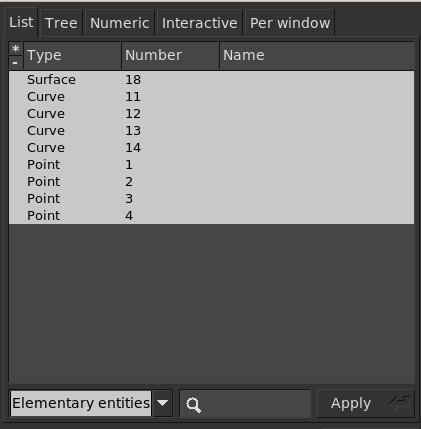 List Tree Numeric Interactive Per window
* - Type Number Name
Surface 18
Curve 11
Curve 12
Curve 13
Curve 14
Point 1
Point 2
Point 3
Point 4
Elementary entities Apply